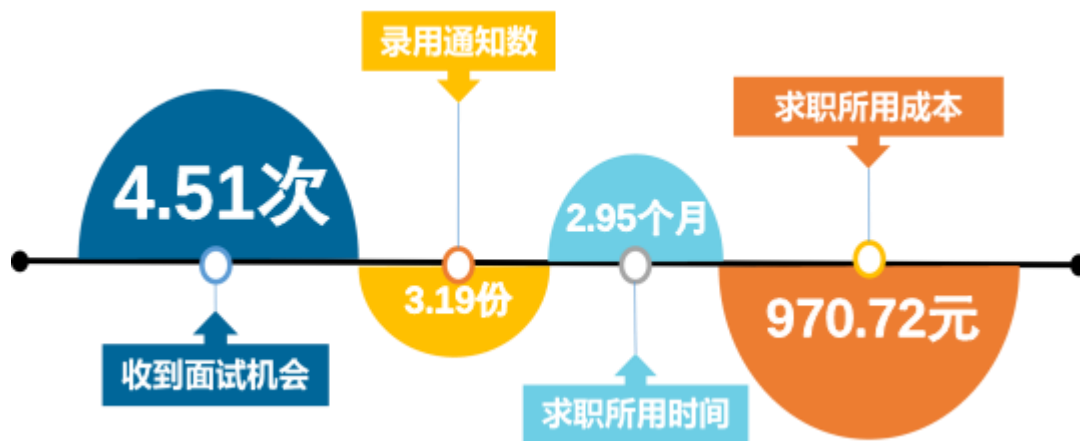 录用通知数
求职所用成本
4.51次
2.95个月
3.19份
970.72元
收到面试机会
求职所用时间